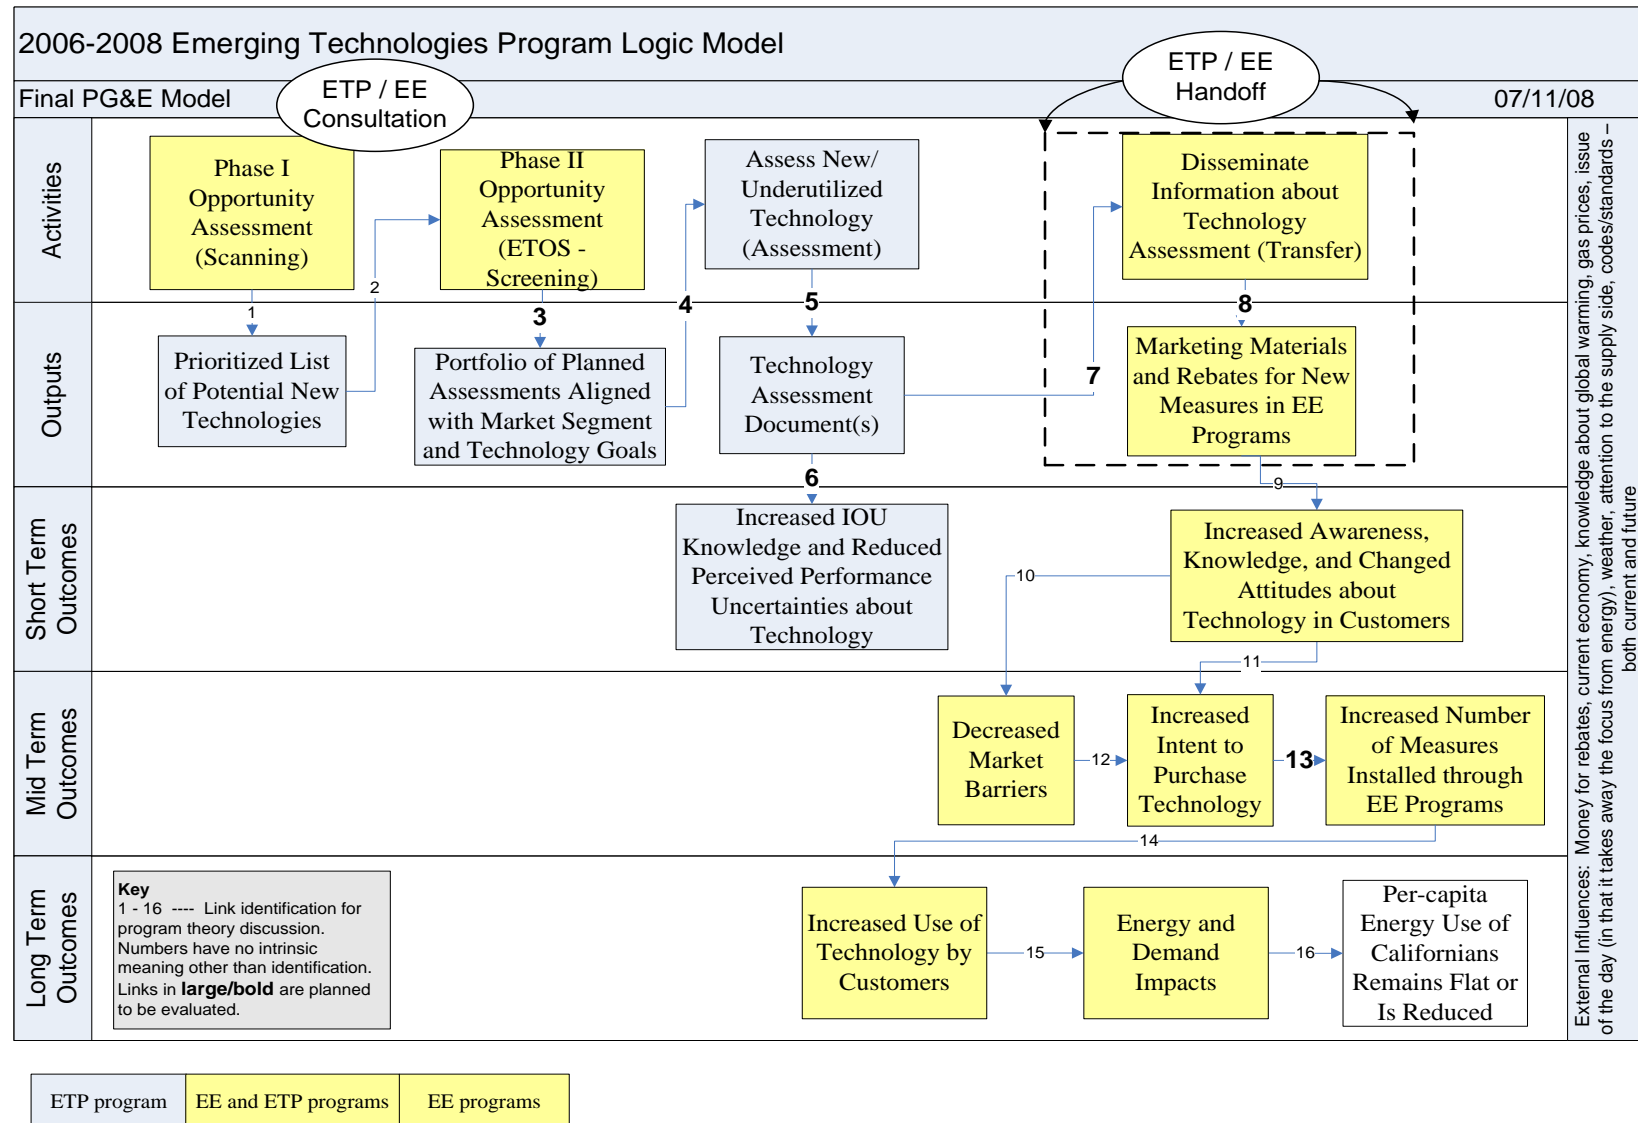 2006-2008 Emerging Technologies Program Logic Model
Final PG&E Model
07/11/08
ETP / EE
Consultation
ETP / EE
Handoff
Activities
Phase I
Opportunity
Assessment
(Scanning)
Phase II
Opportunity
Assessment
(ETOS -
Screening)
Assess New/
Underutilized
Technology
(Assessment)
Disseminate
Information about
Technology
Assessment (Transfer)
1
2
3
4
5
8
Outputs
Prioritized List
of Potential New
Technologies
Portfolio of Planned
Assessments Aligned
with Market Segment
and Technology Goals
Technology
Assessment
Document(s)
7
Marketing Materials
and Rebates for New
Measures in EE
Programs
6
9
Short Term
Outcomes
Increased IOU
Knowledge and Reduced
Perceived Performance
Uncertainties about
Technology
10
Increased Awareness,
Knowledge, and Changed
Attitudes about
Technology in Customers
11
Mid Term
Outcomes
Decreased
Market
Barriers
12
Increased
Intent to
Purchase
Technology
13
Increased Number
of Measures
Installed through
EE Programs
14
Long Term
Outcomes
Key
1 - 16 ---- Link identification for
program theory discussion.
Numbers have no intrinsic
meaning other than identification.
Links in large/bold are planned
to be evaluated.
Increased Use of
Technology by
Customers
15
Energy and
Demand
Impacts
16
Per-capita
Energy Use of
Californians
Remains Flat or
Is Reduced
External Influences: Money for rebates, current economy, knowledge about global warming, gas prices, issue
of the day (in that it takes away the focus from energy), weather, attention to the supply side, codes/standards –
both current and future
ETP program
EE and ETP programs
EE programs